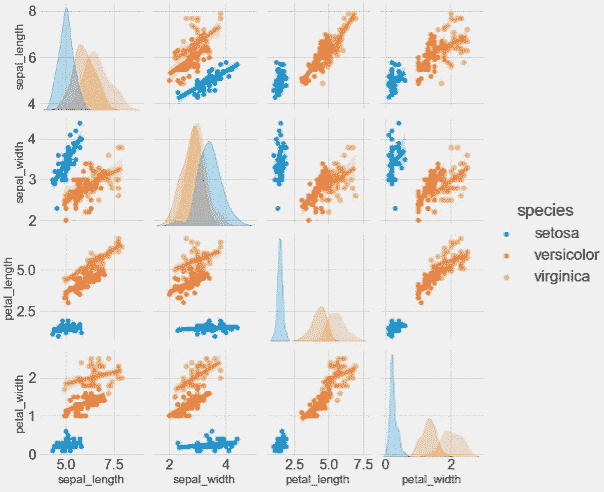 sepal_length
8
6
4
sepal_width
4
3
2
species
setosa
versicolor
virginica
petal_length
5.0
2.5
petal_width
2
1
0
5.0 7.5 2 4 2.5 5.0 7.5 0 2
sepal_length sepal_width petal_length petal_width